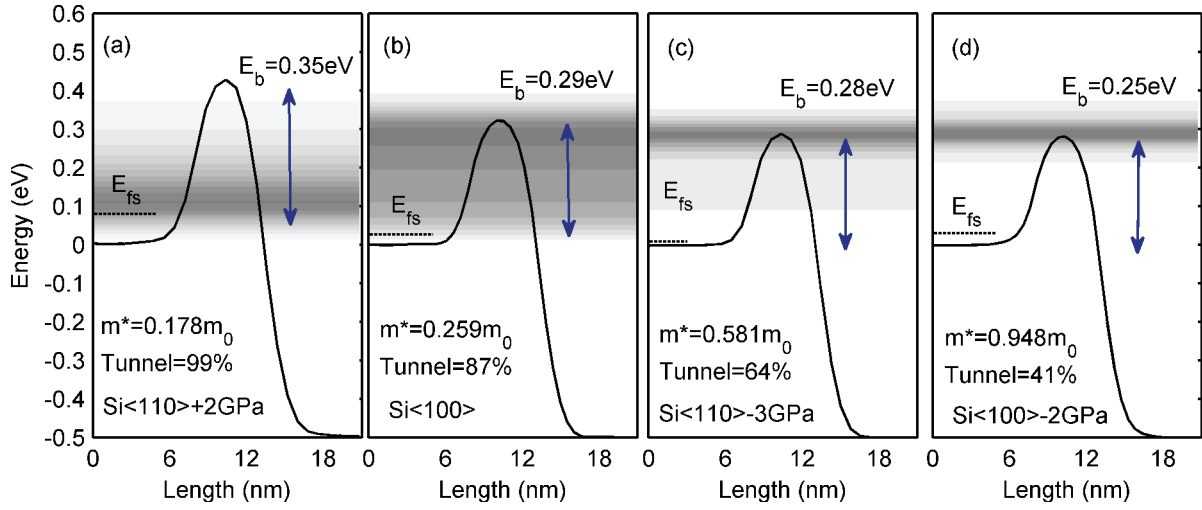 Energy (eV)
0.6
0.5
0.4
0.3
0.2
0.1
0
-0.1
-0.2
-0.3
-0.4
-0.5
(a)
E_b=0.35eV
E_fs
m*=0.178m_0
Tunnel=99%
Si<110>+2GPa
0 6 12 18
Length (nm)
(b)
E_b=0.29eV
E_fs
m*=0.259m_0
Tunnel=87%
Si<100>
0 6 12 18
Length (nm)
(c)
E_b=0.28eV
E_fs
m*=0.581m_0
Tunnel=64%
Si<110>-3GPa
0 6 12 18
Length (nm)
(d)
E_b=0.25eV
E_fs
m*=0.948m_0
Tunnel=41%
Si<100>-2GPa
0 6 12 18
Length (nm)